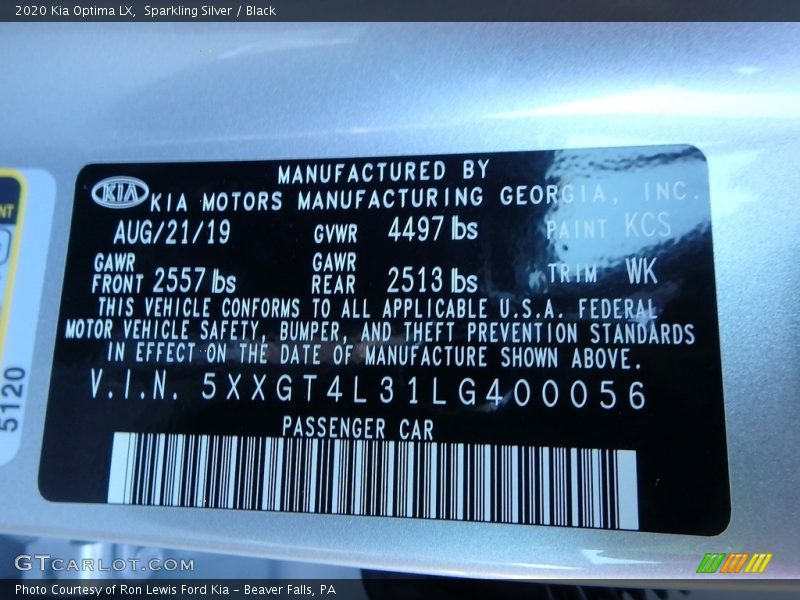 2020 Kia Optima LX, Sparkling Silver / Black
MANUFACTURED BY
KIA KIA MOTORS MANUFACTURING GEORGIA, INC.
AUG/21/19 GVWR 4497 lbs PAINT KCS
GAWR FRONT 2557 lbs GAWR REAR 2513 lbs TRIM WK
THIS VEHICLE CONFORMS TO ALL APPLICABLE U.S.A. FEDERAL
MOTOR VEHICLE SAFETY, BUMPER, AND THEFT PREVENTION STANDARDS
IN EFFECT ON THE DATE OF MANUFACTURE SHOWN ABOVE.
V.I.N. 5XXGT4L31LG400056
PASSENGER CAR
5120
GTCARLOT.COM
Photo Courtesy of Ron Lewis Ford Kia - Beaver Falls, PA